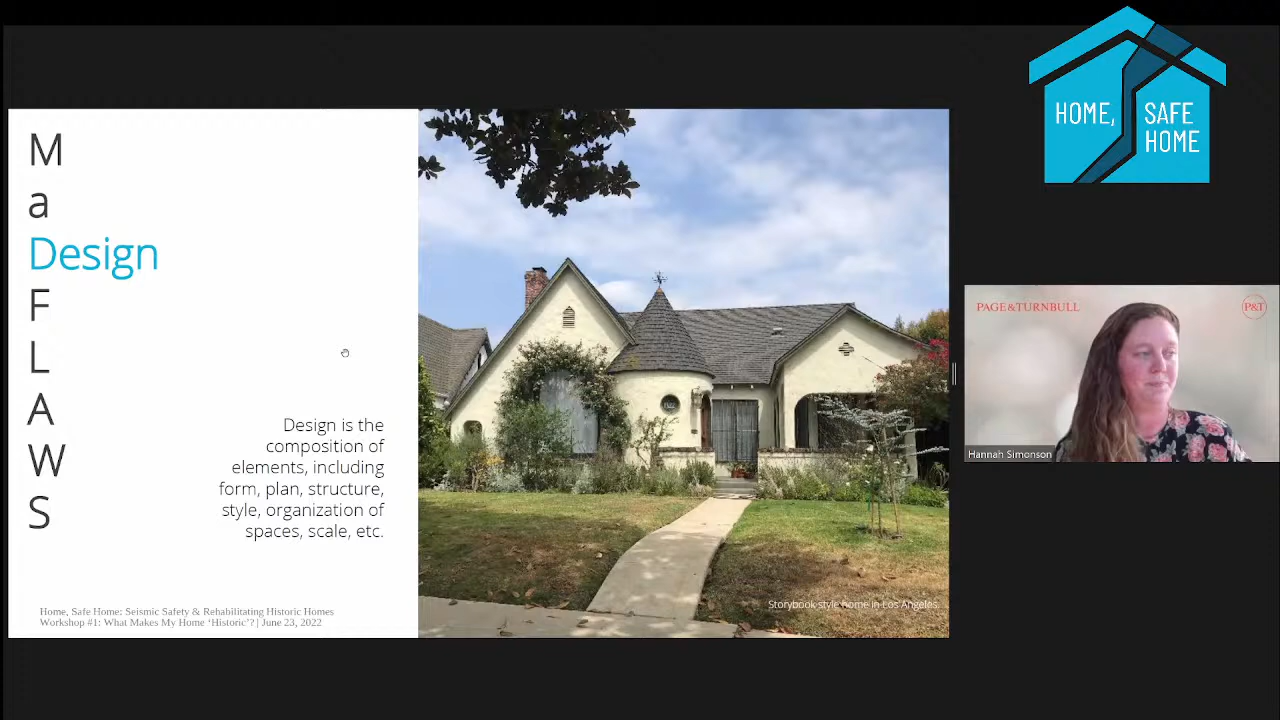 M
a
Design
F
L
A
W
S
Design is the
composition of
elements, including
form, plan, structure,
style, organization of
spaces, scale, etc.
Home, Safe Home: Seismic Safety & Rehabilitating Historic Homes
Workshop #1: What Makes My Home ‘Historic’? | June 23, 2022
Storybook style home in Los Angeles.
HOME, SAFE
HOME
PAGE&TURNBULL
P&T
Hannah Simonson